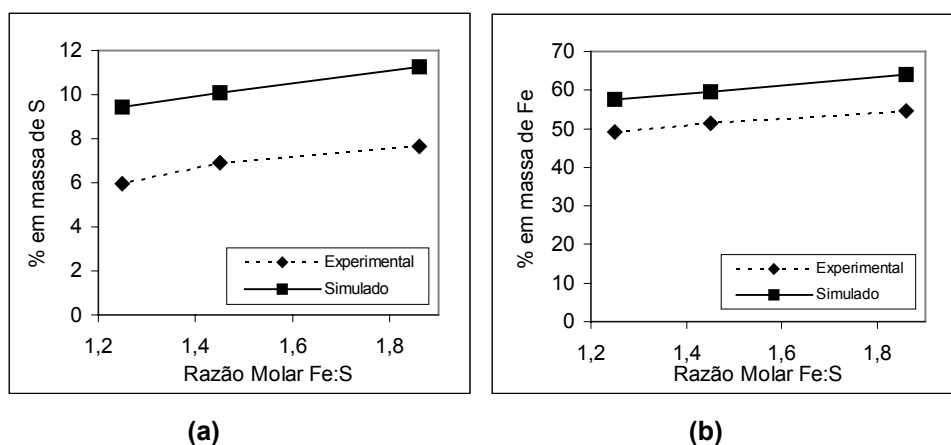 % em massa de S
12
10
8
6
4
2
0
Experimental
Simulado
1,2 1,4 1,6 1,8
Razão Molar Fe:S
(a)
% em massa de Fe
70
60
50
40
30
20
10
0
Experimental
Simulado
1,2 1,4 1,6 1,8
Razão Molar Fe:S
(b)